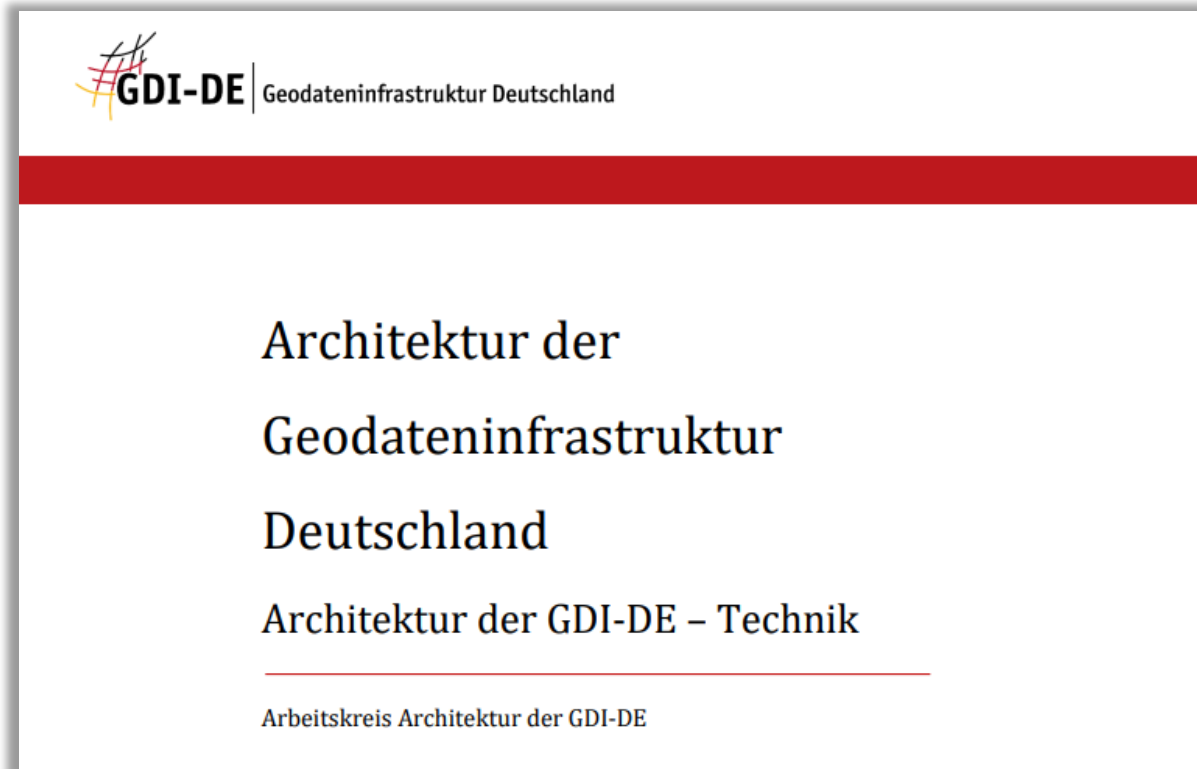 GDI-DE Geodateninfrastruktur Deutschland
Architektur der
Geodateninfrastruktur
Deutschland
Architektur der GDI-DE – Technik
Arbeitskreis Architektur der GDI-DE